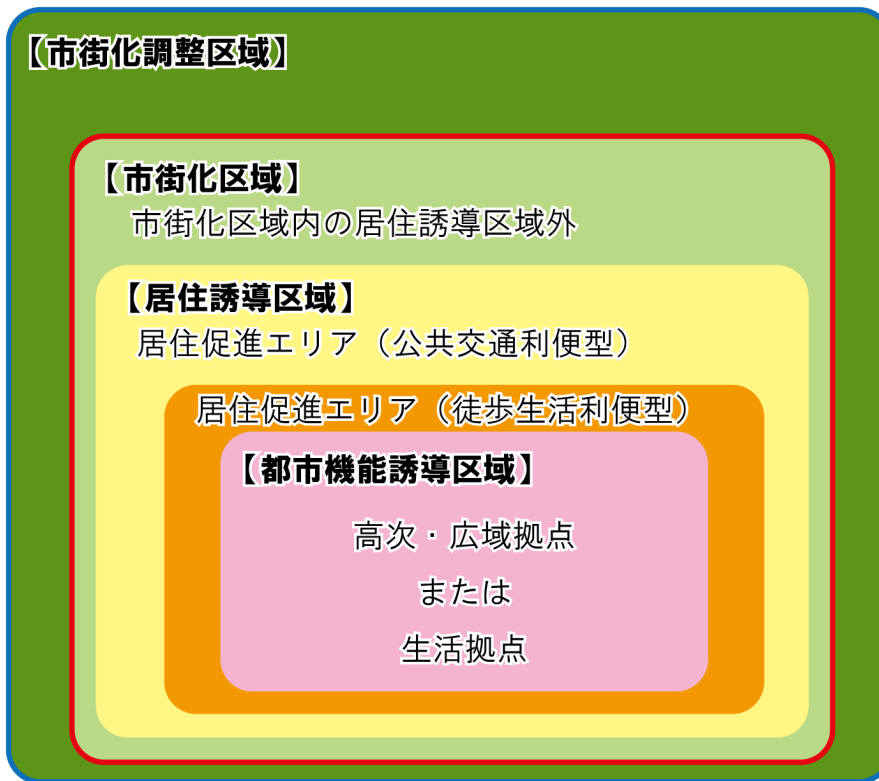 【市街化調整区域】
【市街化区域】
市街化区域内の居住誘導区域外
【居住誘導区域】
居住促進エリア（公共交通利便型）
居住促進エリア（徒歩生活利便型）
【都市機能誘導区域】
高次・広域拠点
または
生活拠点